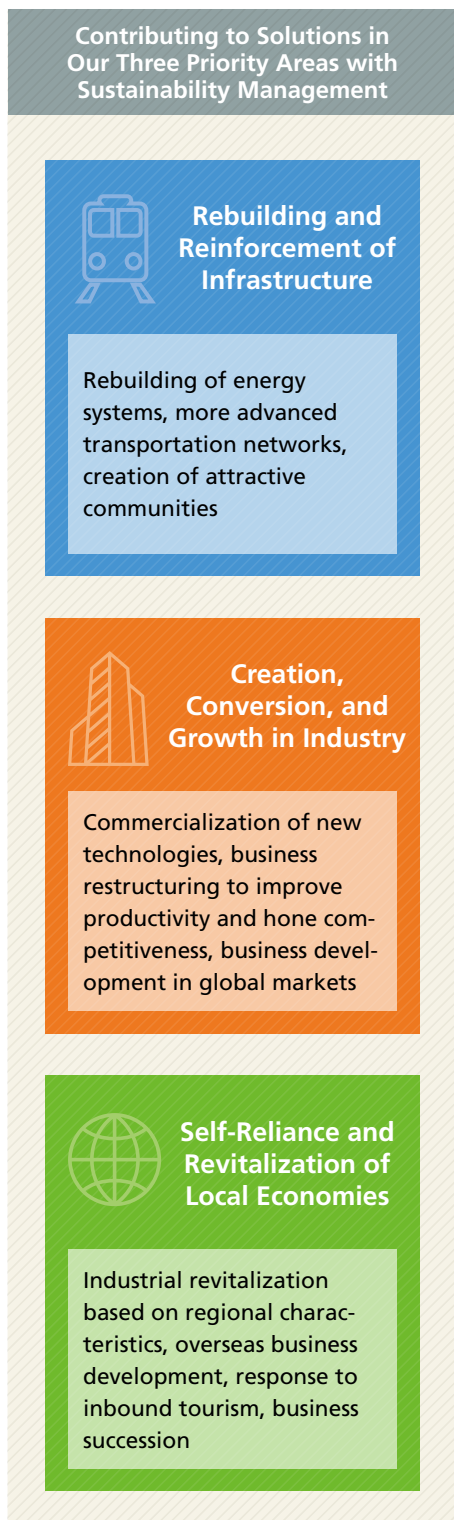 Contributing to Solutions in
Our Three Priority Areas with
Sustainability Management
Rebuilding and
Reinforcement of
Infrastructure
Rebuilding of energy
systems, more advanced
transportation networks,
creation of attractive
communities
Creation,
Conversion, and
Growth in Industry
Commercialization of new
technologies, business
restructuring to improve
productivity and hone com-
petitiveness, business devel-
opment in global markets
Self-Reliance and
Revitalization of
Local Economies
Industrial revitalization
based on regional charac-
teristics, overseas business
development, response to
inbound tourism, business
succession